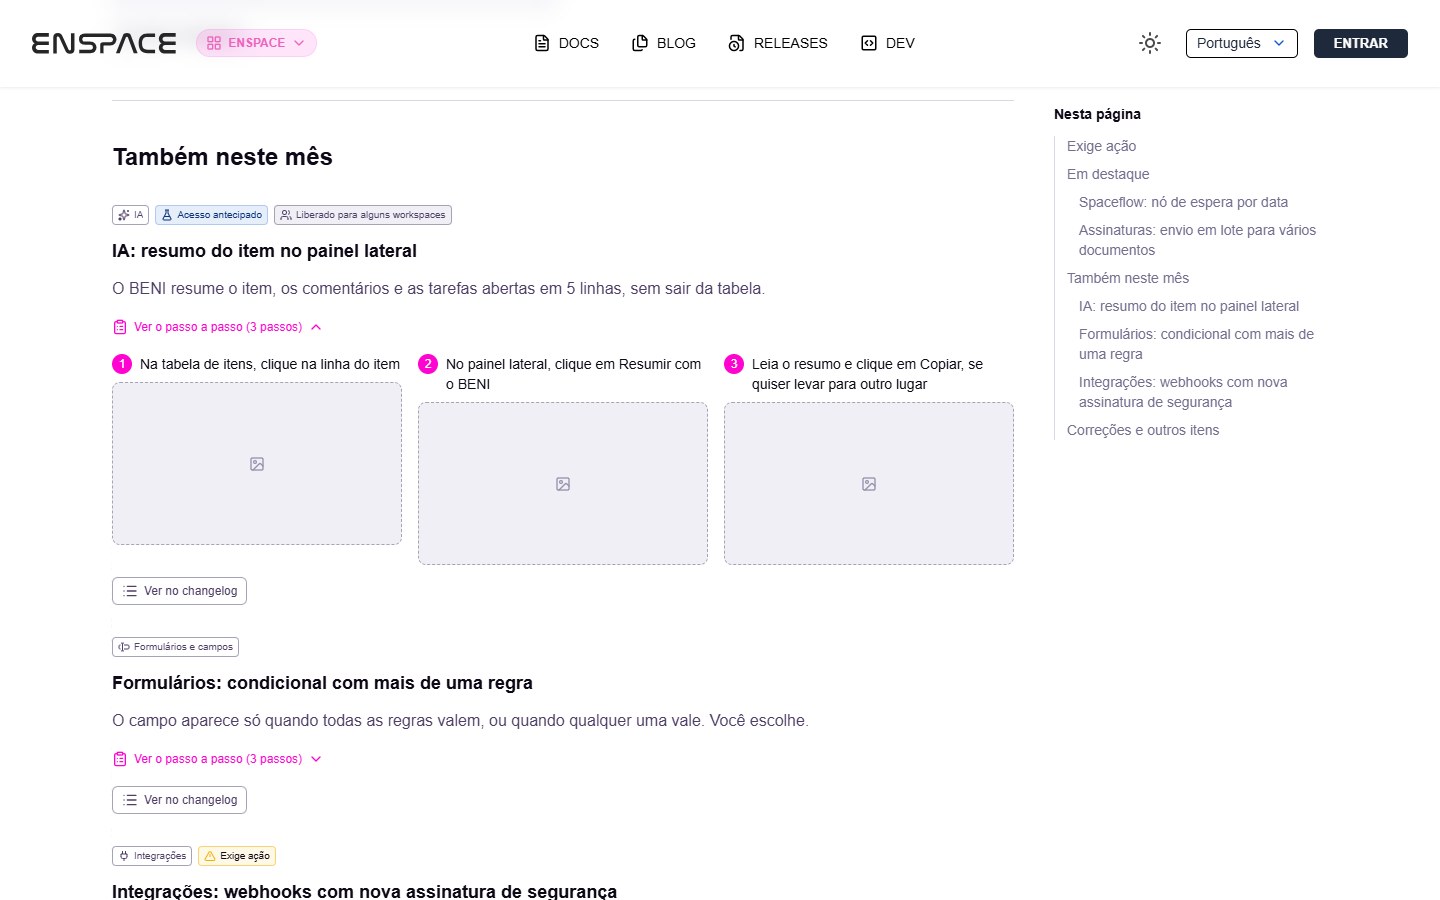 ENSPACE
ENSPACE
DOCS
BLOG
RELEASES
DEV
Português
ENTRAR
Também neste mês
IA
Acesso antecipado
Liberado para alguns workspaces
IA: resumo do item no painel lateral
O BENI resume o item, os comentários e as tarefas abertas em 5 linhas, sem sair da tabela.
Ver o passo a passo (3 passos)
1 Na tabela de itens, clique na linha do item
2 No painel lateral, clique em Resumir com
o BENI
3 Leia o resumo e clique em Copiar, se
quiser levar para outro lugar
Ver no changelog
Formulários e campos
Formulários: condicional com mais de uma regra
O campo aparece só quando todas as regras valem, ou quando qualquer uma vale. Você escolhe.
Ver o passo a passo (3 passos)
Ver no changelog
Integrações
Exige ação
Integrações: webhooks com nova assinatura de segurança
Nesta página
Exige ação
Em destaque
Spaceflow: nó de espera por data
Assinaturas: envio em lote para vários
documentos
Também neste mês
IA: resumo do item no painel lateral
Formulários: condicional com mais de
uma regra
Integrações: webhooks com nova
assinatura de segurança
Correções e outros itens